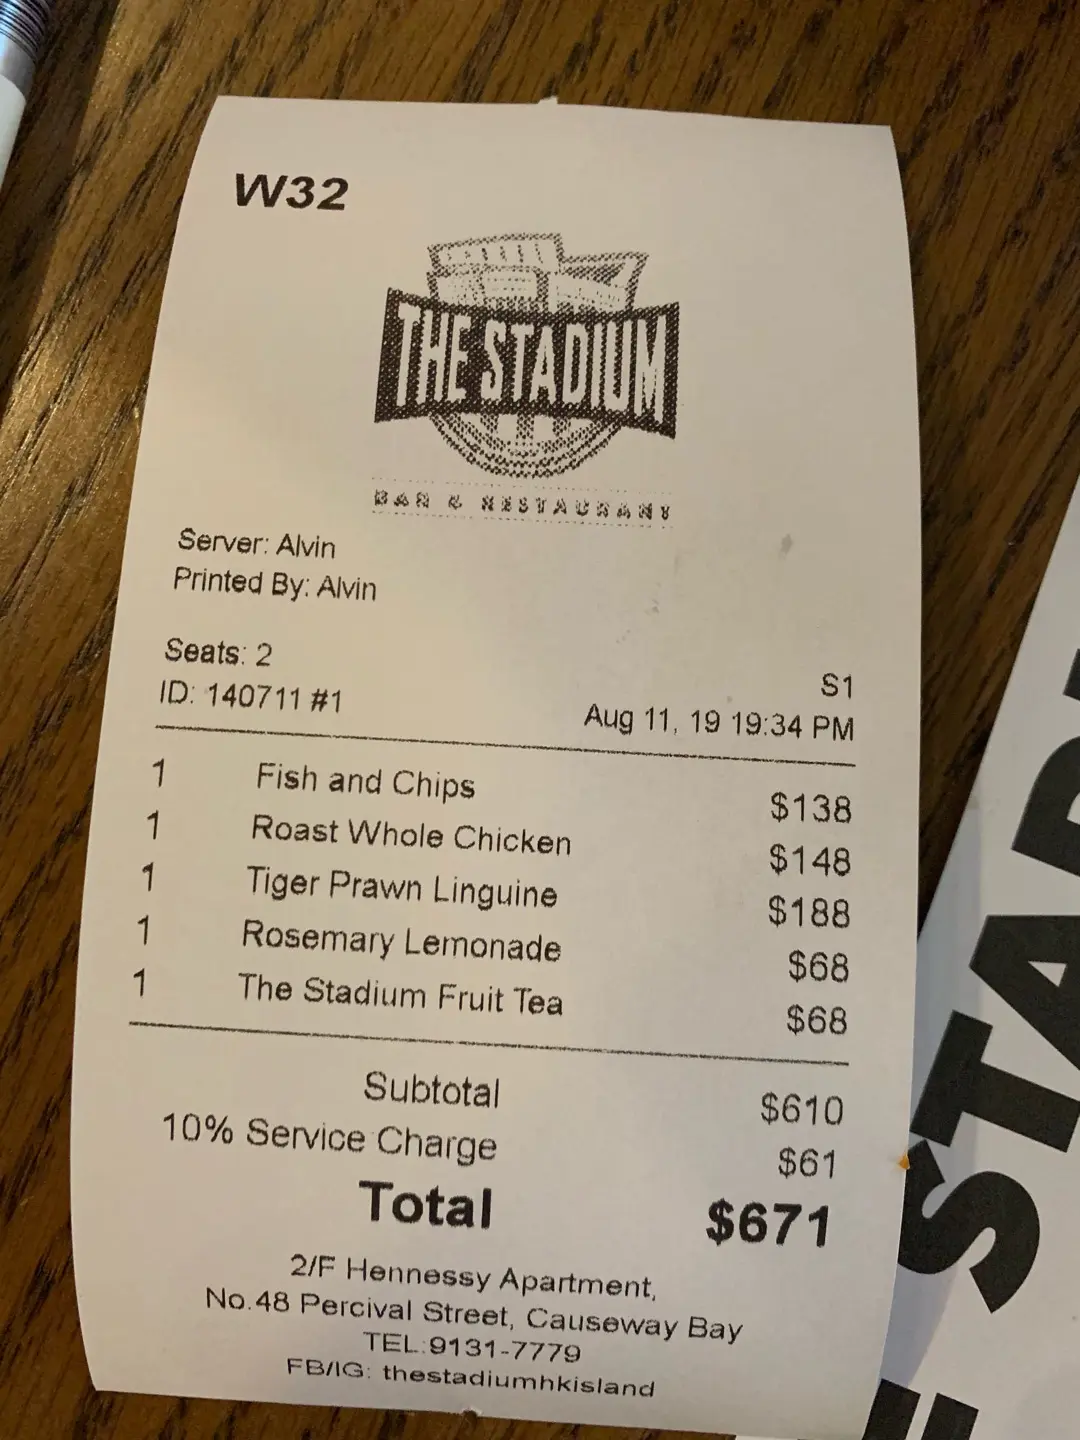 W32
THE STADIUM
BAR & RESTAURANT
Server: Alvin
Printed By: Alvin
Seats: 2
S1
ID: 140711 #1 Aug 11, 19 19:34 PM
1 Fish and Chips $138
1 Roast Whole Chicken $148
1 Tiger Prawn Linguine $188
1 Rosemary Lemonade $68
1 The Stadium Fruit Tea $68
Subtotal $610
10% Service Charge $61
Total $671
2/F Hennessy Apartment,
No.48 Percival Street, Causeway Bay
TEL:9131-7779
FB/IG: thestadiumhkisland